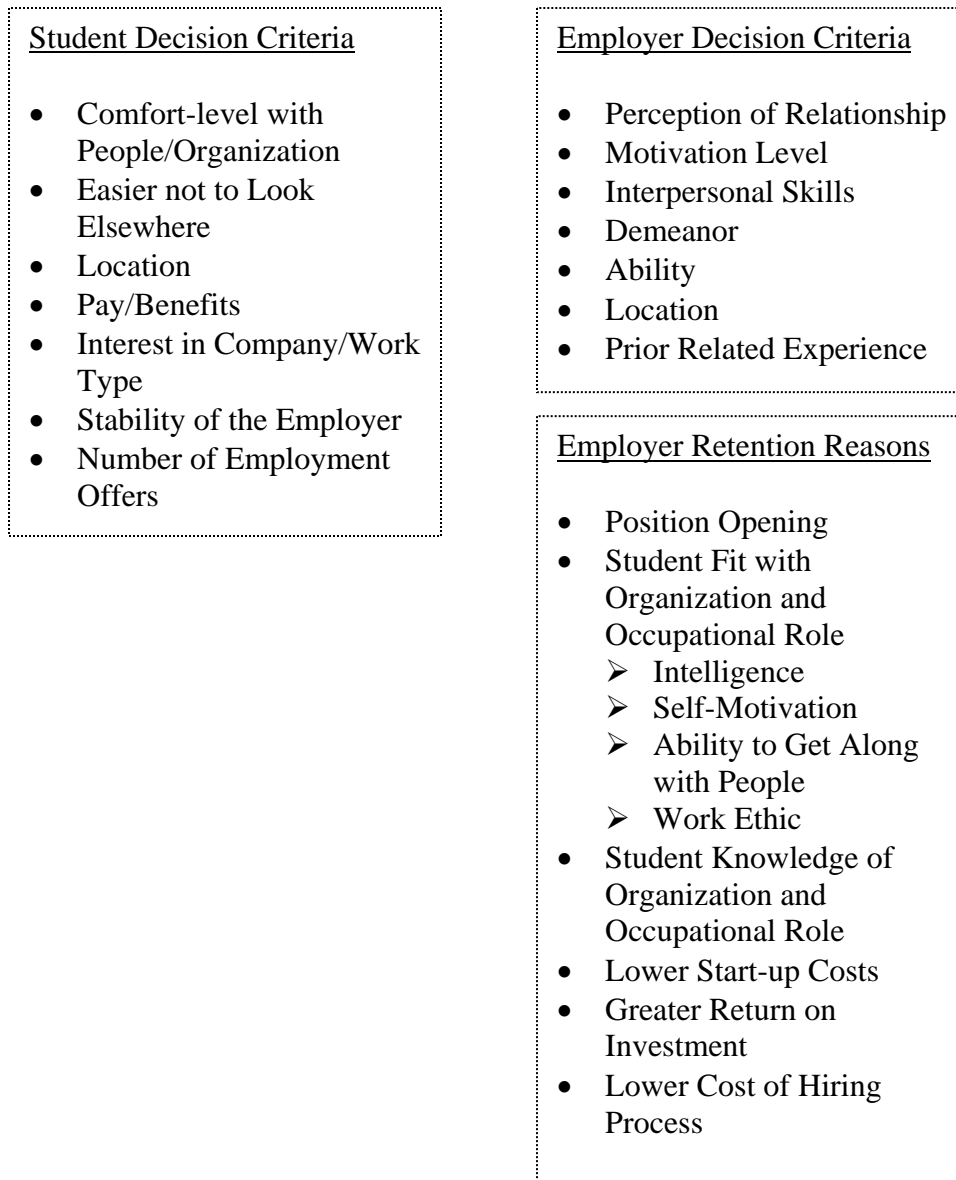 Student Decision Criteria
• Comfort-level with
People/Organization
• Easier not to Look
Elsewhere
• Location
• Pay/Benefits
• Interest in Company/Work
Type
• Stability of the Employer
• Number of Employment
Offers
Employer Decision Criteria
• Perception of Relationship
• Motivation Level
• Interpersonal Skills
• Demeanor
• Ability
• Location
• Prior Related Experience
Employer Retention Reasons
• Position Opening
• Student Fit with
Organization and
Occupational Role
➢ Intelligence
➢ Self-Motivation
➢ Ability to Get Along
with People
➢ Work Ethic
• Student Knowledge of
Organization and
Occupational Role
• Lower Start-up Costs
• Greater Return on
Investment
• Lower Cost of Hiring
Process